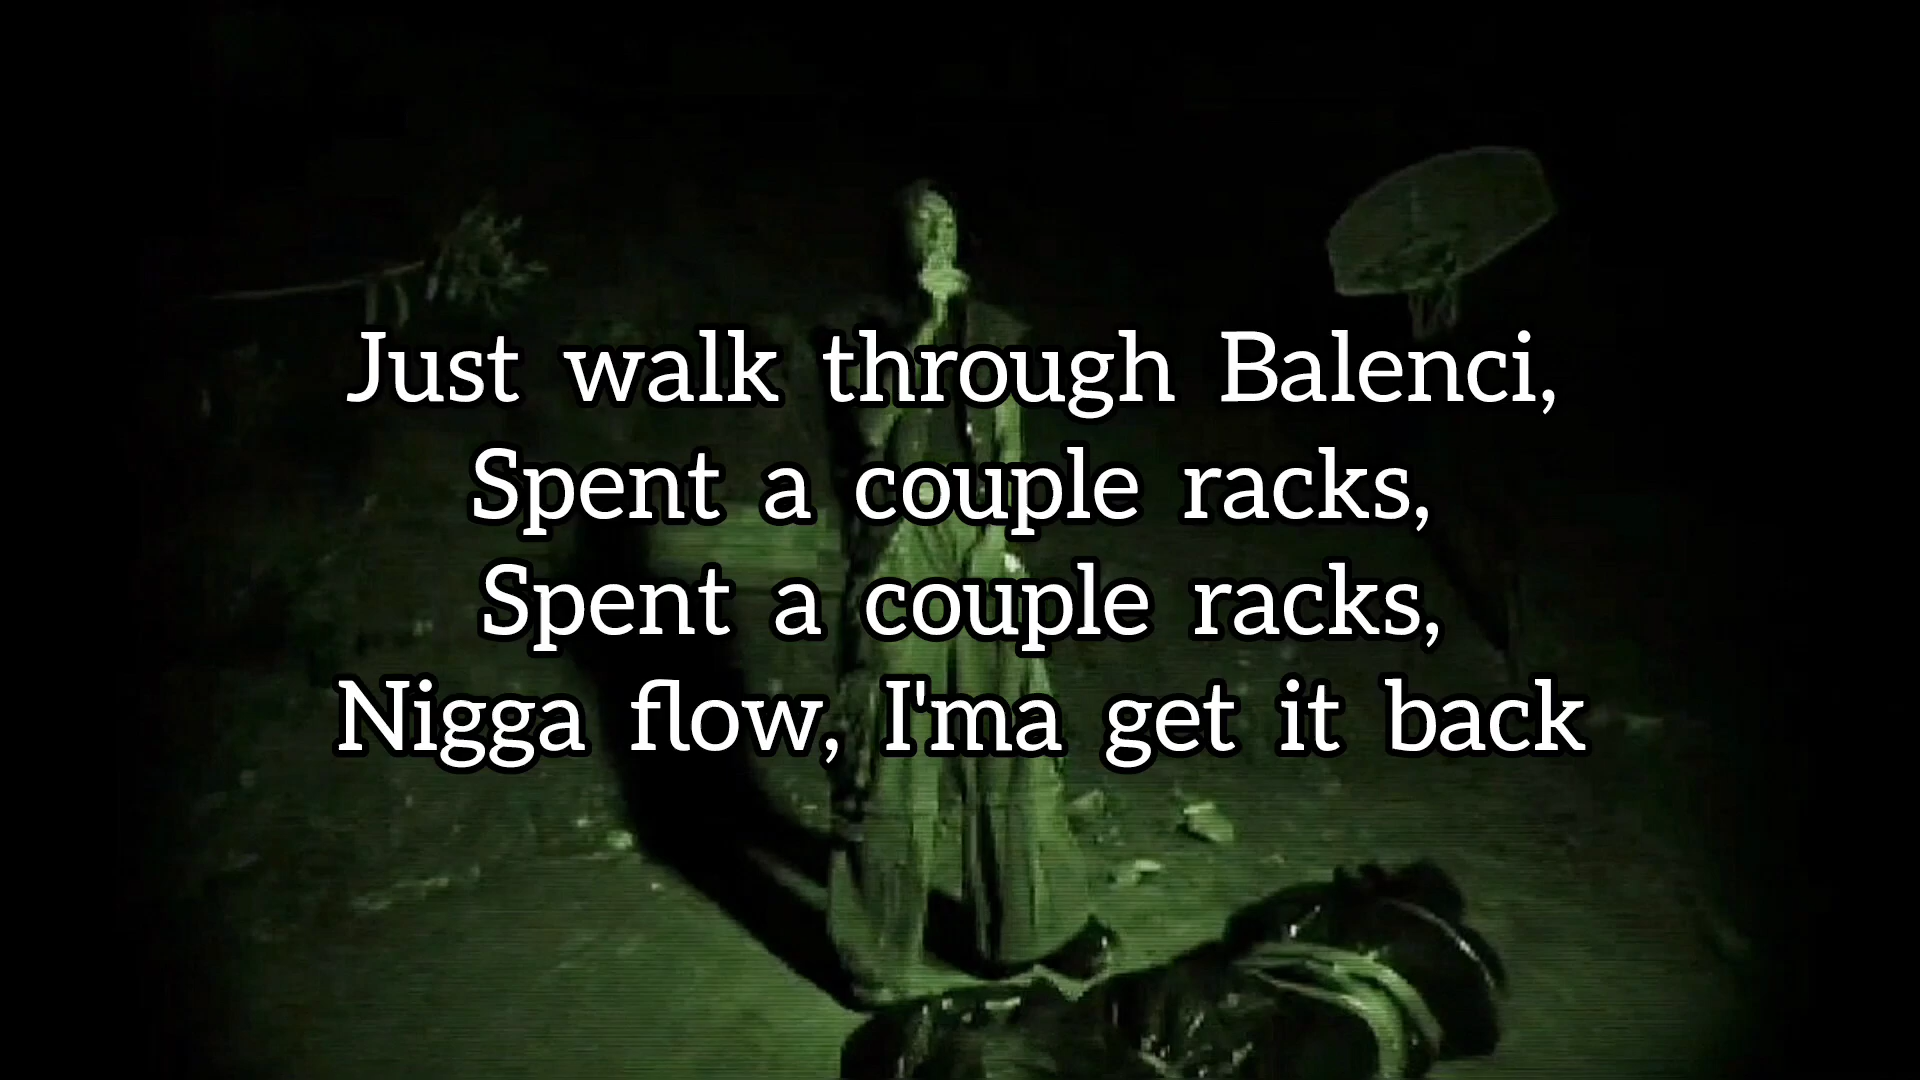 Just walk through Balenci,
Spent a couple racks,
Spent a couple racks,
Nigga flow, I'ma get it back